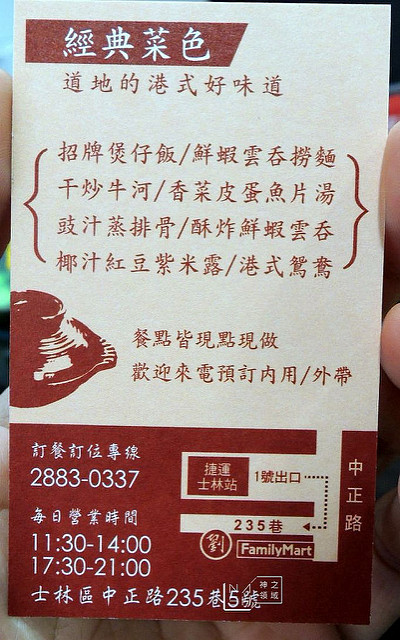 經典菜色
道地的港式好味道
招牌煲仔飯/鮮蝦雲吞撈麵
干炒牛河/香菜皮蛋魚片湯
豉汁蒸排骨/酥炸鮮蝦雲吞
椰汁紅豆紫米露/港式鴛鴦
餐點皆現點現做
歡迎來電預訂內用/外帶
訂餐訂位專線
2883-0337
每日營業時間
11:30-14:00
17:30-21:00
士林區中正路235巷5號
捷運
士林站
1號出口
中正路
235巷
劉
FamilyMart
神之
領域